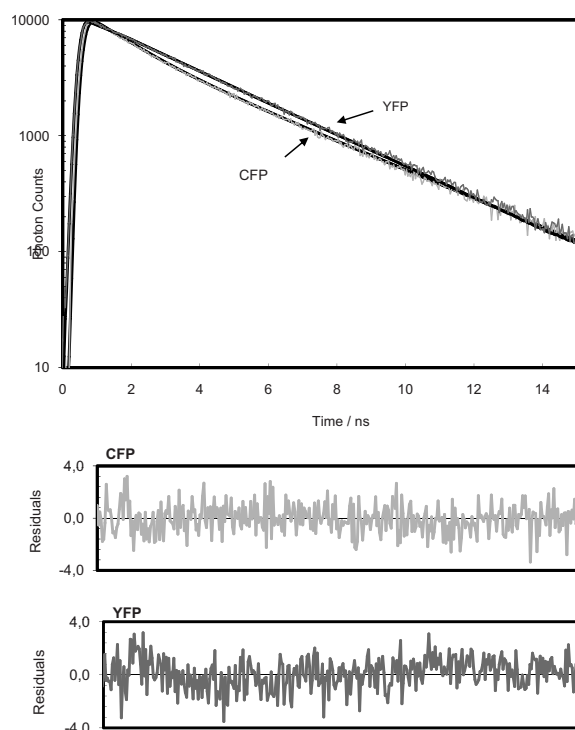 10000
1000
100
10
Photon Counts
YFP
CFP
0 2 4 6 8 10 12 14
Time / ns
CFP
4,0
0,0
-4,0
Residuals
YFP
4,0
0,0
-4,0
Residuals